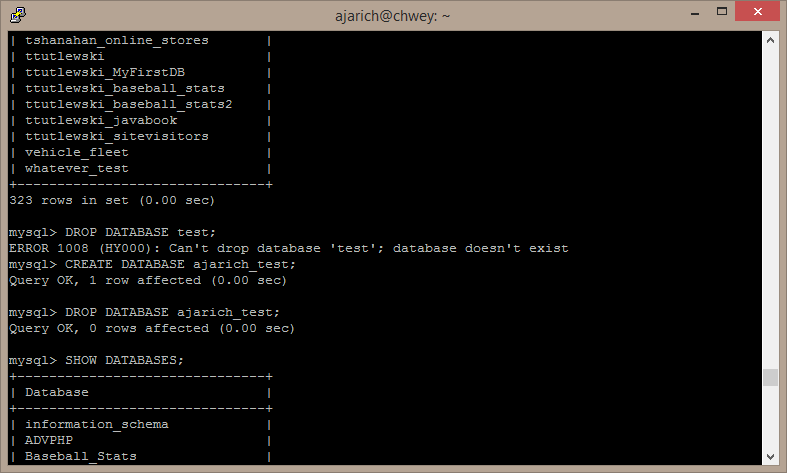 ajarich@chwey: ~
| tshanahan_online_stores       |
| ttutlewski                    |
| ttutlewski_MyFirstDB          |
| ttutlewski_baseball_stats     |
| ttutlewski_baseball_stats2    |
| ttutlewski_javabook           |
| ttutlewski_sitevisitors       |
| vehicle_fleet                 |
| whatever_test                 |
+-------------------------------+
323 rows in set (0.00 sec)
mysql> DROP DATABASE test;
ERROR 1008 (HY000): Can't drop database 'test'; database doesn't exist
mysql> CREATE DATABASE ajarich_test;
Query OK, 1 row affected (0.00 sec)
mysql> DROP DATABASE ajarich_test;
Query OK, 0 rows affected (0.00 sec)
mysql> SHOW DATABASES;
+-------------------------------+
| Database                      |
+-------------------------------+
| information_schema            |
| ADVPHP                        |
| Baseball_Stats                |